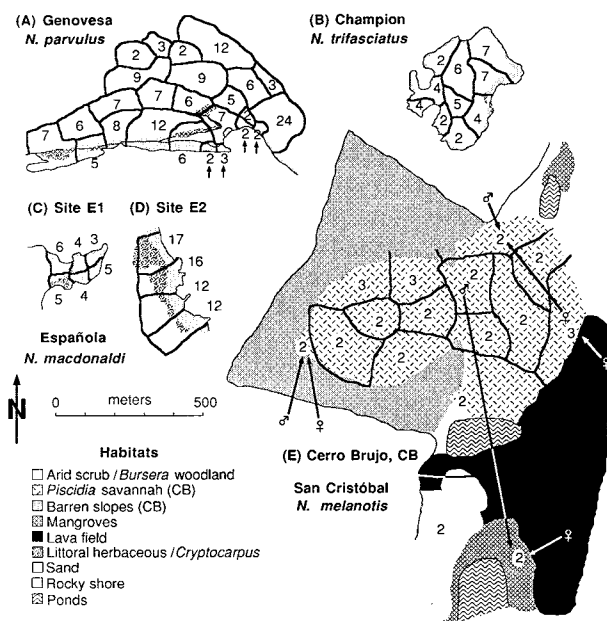 (A) Genovesa
N. parvulus
2 3 2 12
9 9 6 3
7 7 6 5
7 6 8 12 7 24
5 6 2 3 2 2
(B) Champion
N. trifasciatus
2 6 7
7
4 4 5 4
2 2
(C) Site E1
6 4 3
5 4 5
(D) Site E2
17
16
12
12
Española
N. macdonaldi
N
meters
0 500
♂
2
2 2
3 3 ♂
2 2 2 ♀
2 2 2 2 3
2 ♀
2
♂ ♀
(E) Cerro Brujo, CB
San Cristóbal
N. melanotis
2
♀
2
Habitats
Arid scrub / Bursera woodland
Piscidia savannah (CB)
Barren slopes (CB)
Mangroves
Lava field
Littoral herbaceous / Cryptocarpus
Sand
Rocky shore
Ponds